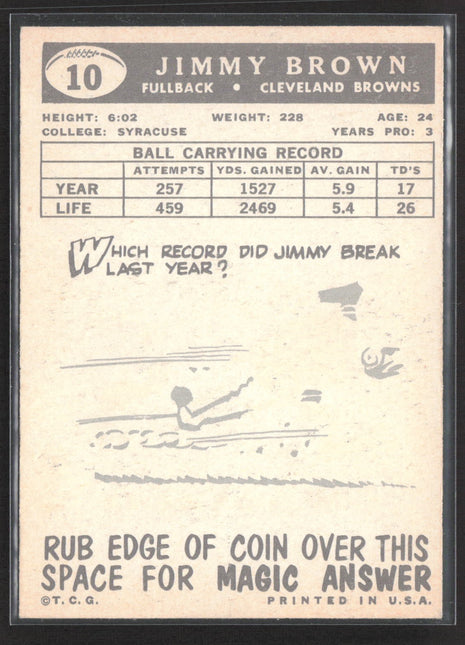 10
JIMMY BROWN
FULLBACK • CLEVELAND BROWNS
HEIGHT: 6:02 WEIGHT: 228 AGE: 24
COLLEGE: SYRACUSE YEARS PRO: 3
BALL CARRYING RECORD
ATTEMPTS YDS. GAINED AV. GAIN TD'S
YEAR 257 1527 5.9 17
LIFE 459 2469 5.4 26
WHICH RECORD DID JIMMY BREAK
LAST YEAR?
RUB EDGE OF COIN OVER THIS
SPACE FOR MAGIC ANSWER
©T.C.G. PRINTED IN U.S.A.